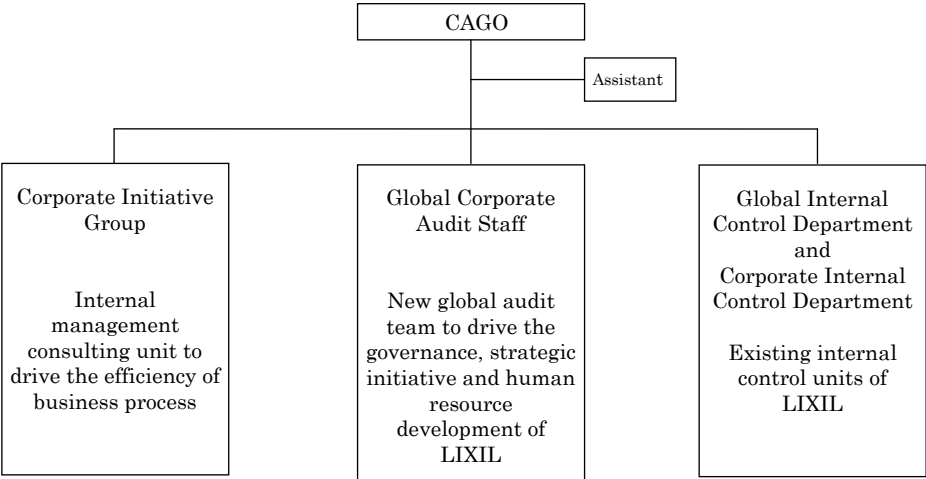 CAGO
Assistant
Corporate Initiative
Group
Internal
management
consulting unit to
drive the efficiency of
business process
Global Corporate
Audit Staff
New global audit
team to drive the
governance, strategic
initiative and human
resource
development of
LIXIL
Global Internal
Control Department
and
Corporate Internal
Control Department
Existing internal
control units of
LIXIL